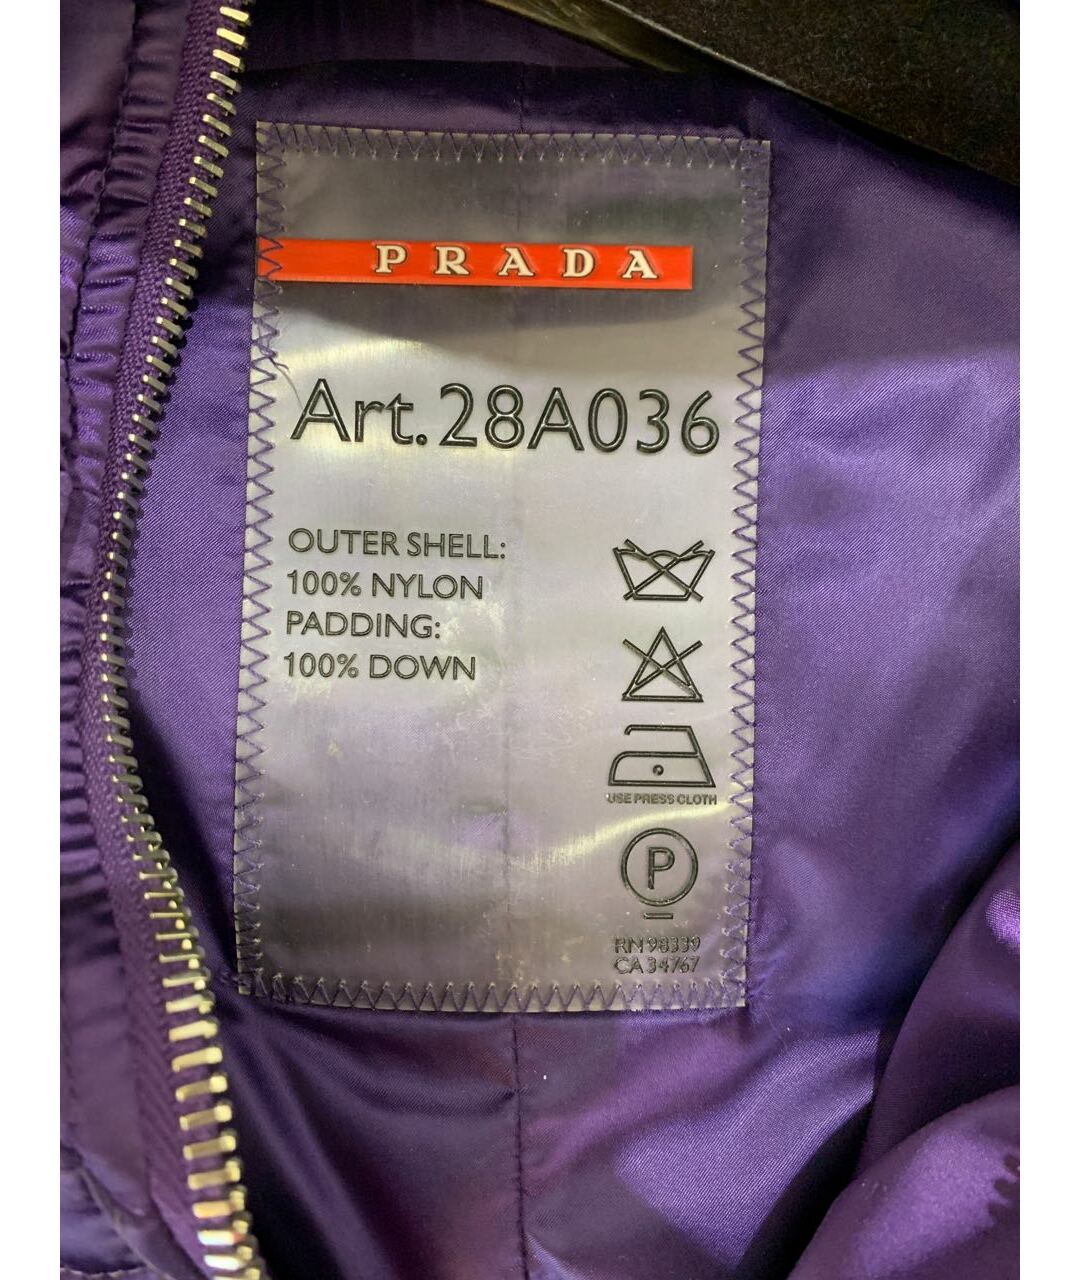 PRADA
Art. 28A036
OUTER SHELL:
100% NYLON
PADDING:
100% DOWN
USE PRESS CLOTH
P
RN 98339
CA 34767